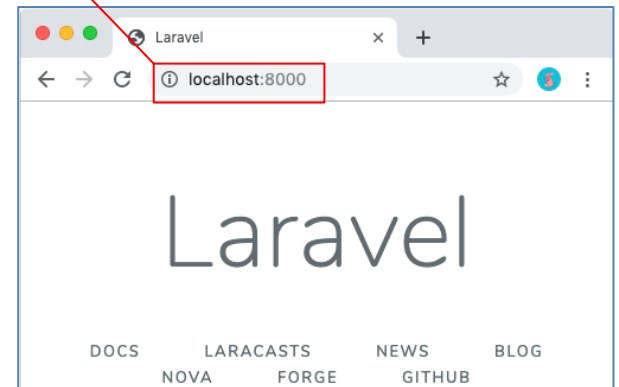 Laravel
localhost:8000
Laravel
DOCS LARACASTS NEWS BLOG
NOVA FORGE GITHUB